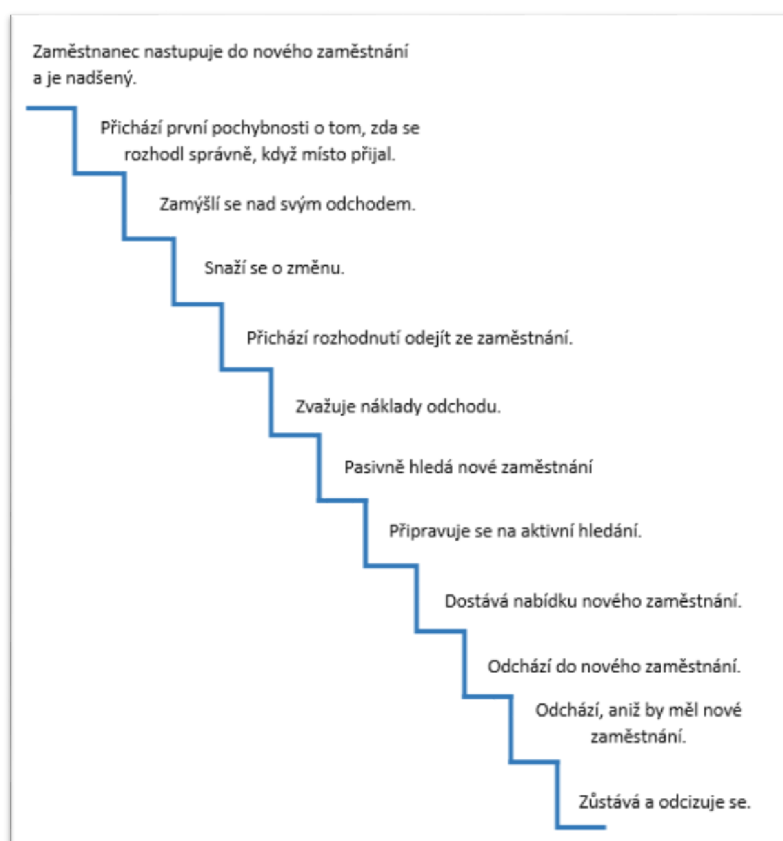 Zaměstnanec nastupuje do nového zaměstnání
a je nadšený.
Přichází první pochybnosti o tom, zda se
rozhodl správně, když místo přijal.
Zamýšlí se nad svým odchodem.
Snaží se o změnu.
Přichází rozhodnutí odejít ze zaměstnání.
Zvažuje náklady odchodu.
Pasivně hledá nové zaměstnání
Připravuje se na aktivní hledání.
Dostává nabídku nového zaměstnání.
Odchází do nového zaměstnání.
Odchází, aniž by měl nové
zaměstnání.
Zůstává a odcizuje se.